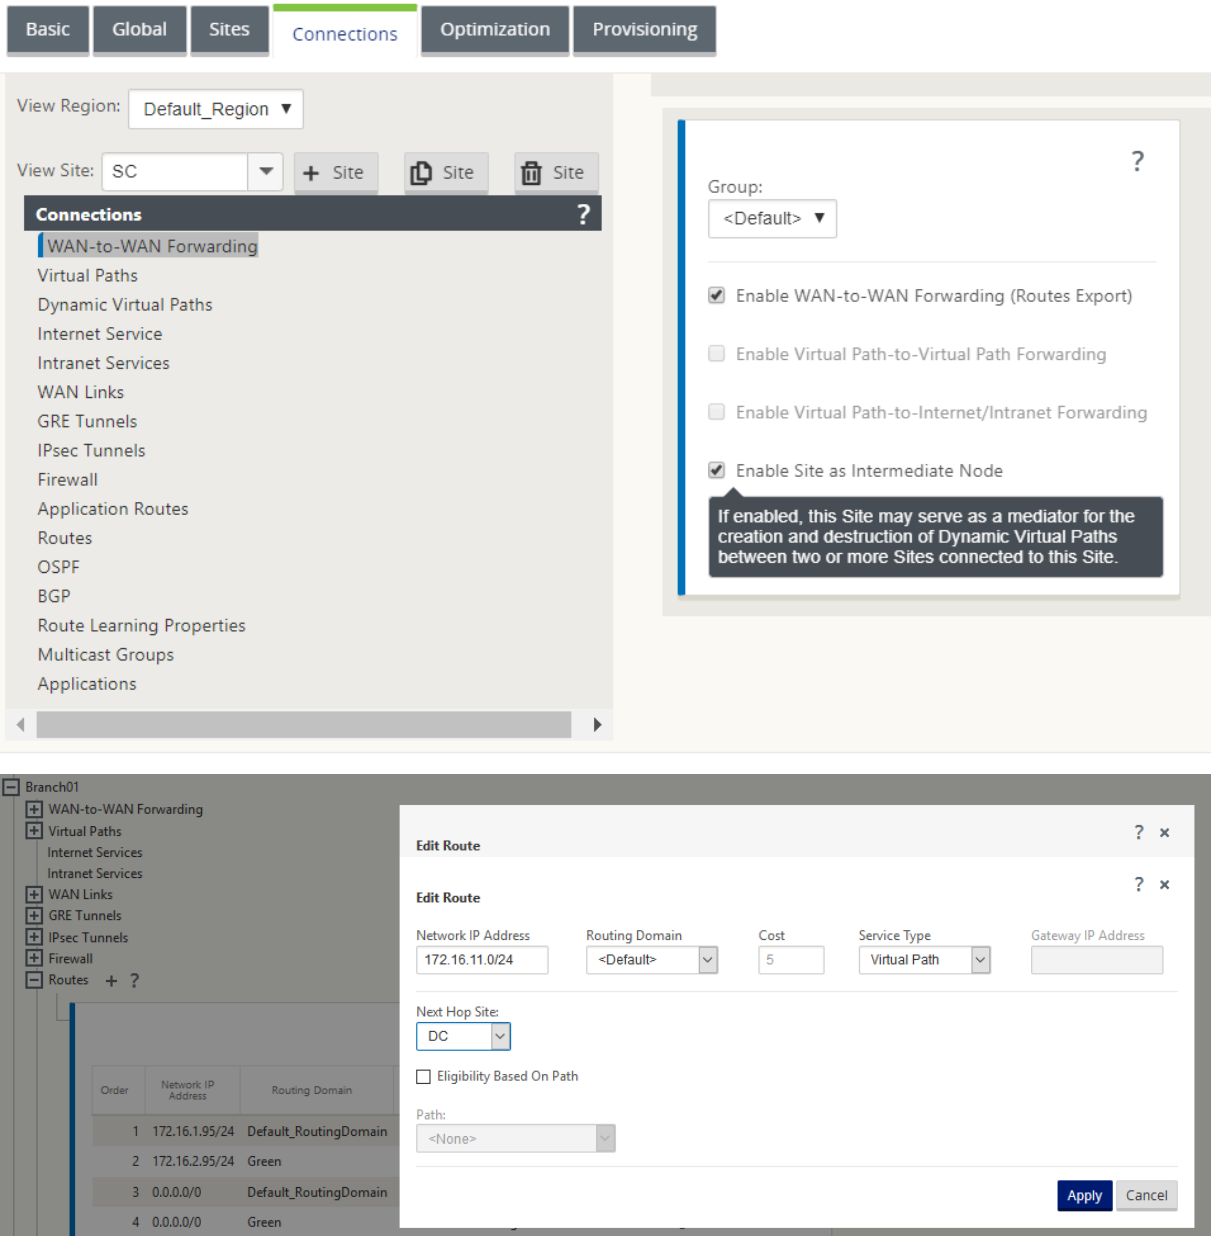 Basic Global Sites Connections Optimization Provisioning
View Region: Default_Region
View Site: SC + Site Site Site
Connections ?
WAN-to-WAN Forwarding
Virtual Paths
Dynamic Virtual Paths
Internet Service
Intranet Services
WAN Links
GRE Tunnels
IPsec Tunnels
Firewall
Application Routes
Routes
OSPF
BGP
Route Learning Properties
Multicast Groups
Applications
?
Group:
<Default>
Enable WAN-to-WAN Forwarding (Routes Export)
Enable Virtual Path-to-Virtual Path Forwarding
Enable Virtual Path-to-Internet/Intranet Forwarding
Enable Site as Intermediate Node
If enabled, this Site may serve as a mediator for the
creation and destruction of Dynamic Virtual Paths
between two or more Sites connected to this Site.
Branch01
WAN-to-WAN Forwarding
Virtual Paths
Internet Services
Intranet Services
WAN Links
GRE Tunnels
IPsec Tunnels
Firewall
Routes + ?
Order Network IP Address Routing Domain
1 172.16.1.95/24 Default_RoutingDomain
2 172.16.2.95/24 Green
3 0.0.0.0/0 Default_RoutingDomain
4 0.0.0.0/0 Green
Edit Route ? ×
Edit Route ? ×
Network IP Address Routing Domain Cost Service Type Gateway IP Address
172.16.11.0/24 <Default> 5 Virtual Path
Next Hop Site:
DC
Eligibility Based On Path
Path:
<None>
Apply Cancel